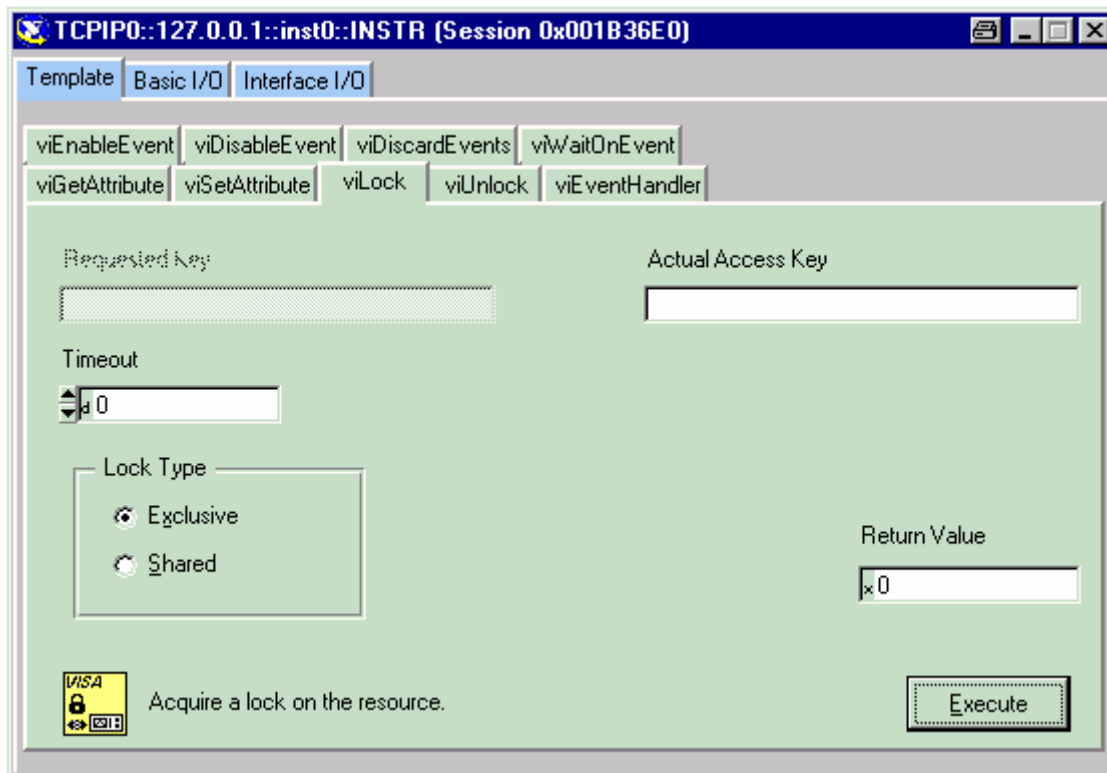 TCPIP0::127.0.0.1::inst0::INSTR (Session 0x001B36E0)
Template Basic I/O Interface I/O
viEnableEvent viDisableEvent viDiscardEvents viWaitOnEvent
viGetAttribute viSetAttribute viLock viUnlock viEventHandler
Requested Key Actual Access Key
Timeout
d 0
Lock Type
Exclusive
Shared
Return Value
x 0
VISA
Acquire a lock on the resource.
Execute